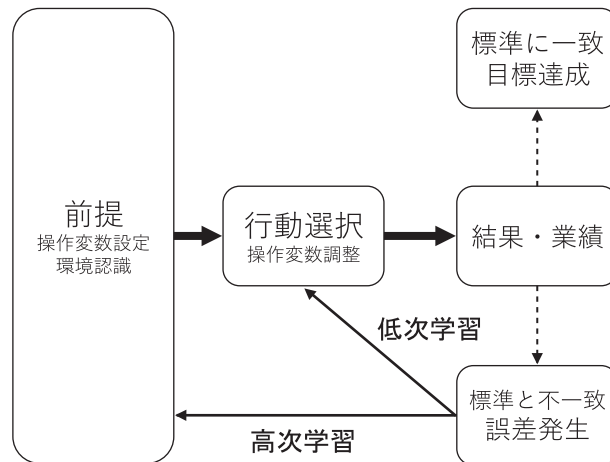 標準に一致
目標達成
前提
操作変数設定
環境認識
行動選択
操作変数調整
結果・業績
低次学習
標準と不一致
誤差発生
高次学習